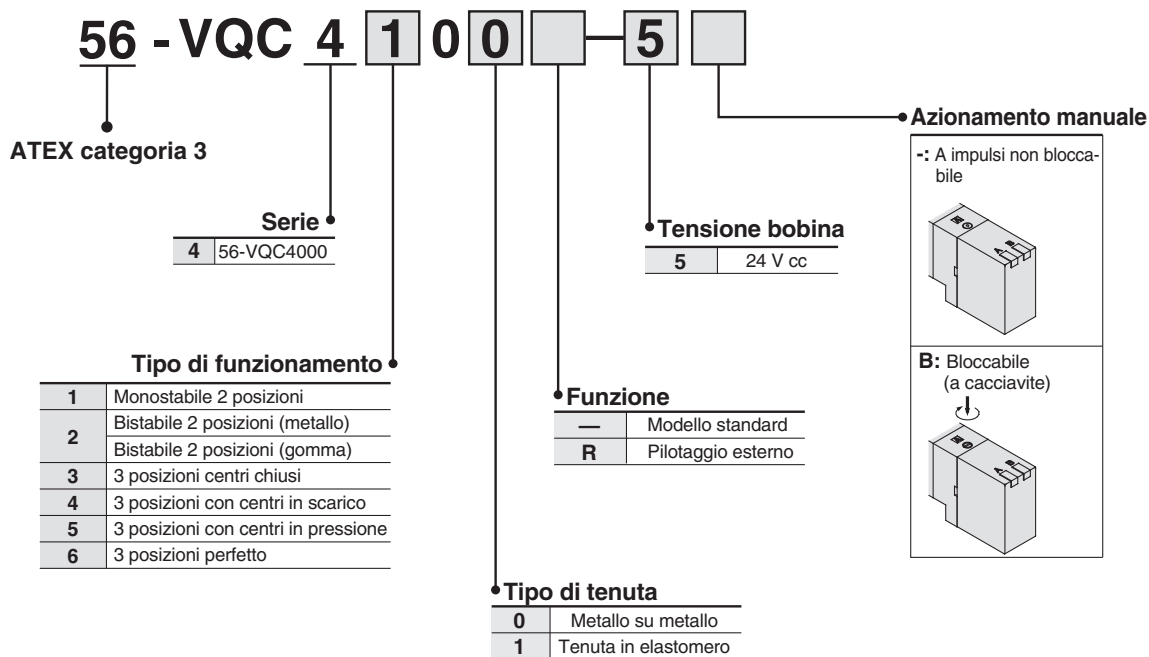 56 - VQC 4 1 0 0 — 5
ATEX categoria 3
Serie
4 56-VQC4000
Tipo di funzionamento
1 Monostabile 2 posizioni
2 Bistabile 2 posizioni (metallo)
Bistabile 2 posizioni (gomma)
3 3 posizioni centri chiusi
4 3 posizioni con centri in scarico
5 3 posizioni con centri in pressione
6 3 posizioni perfetto
Tipo di tenuta
0 Metallo su metallo
1 Tenuta in elastomero
Funzione
— Modello standard
R Pilotaggio esterno
Tensione bobina
5 24 V cc
Azionamento manuale
-: A impulsi non blocca-
bile
B: Bloccabile
(a cacciavite)